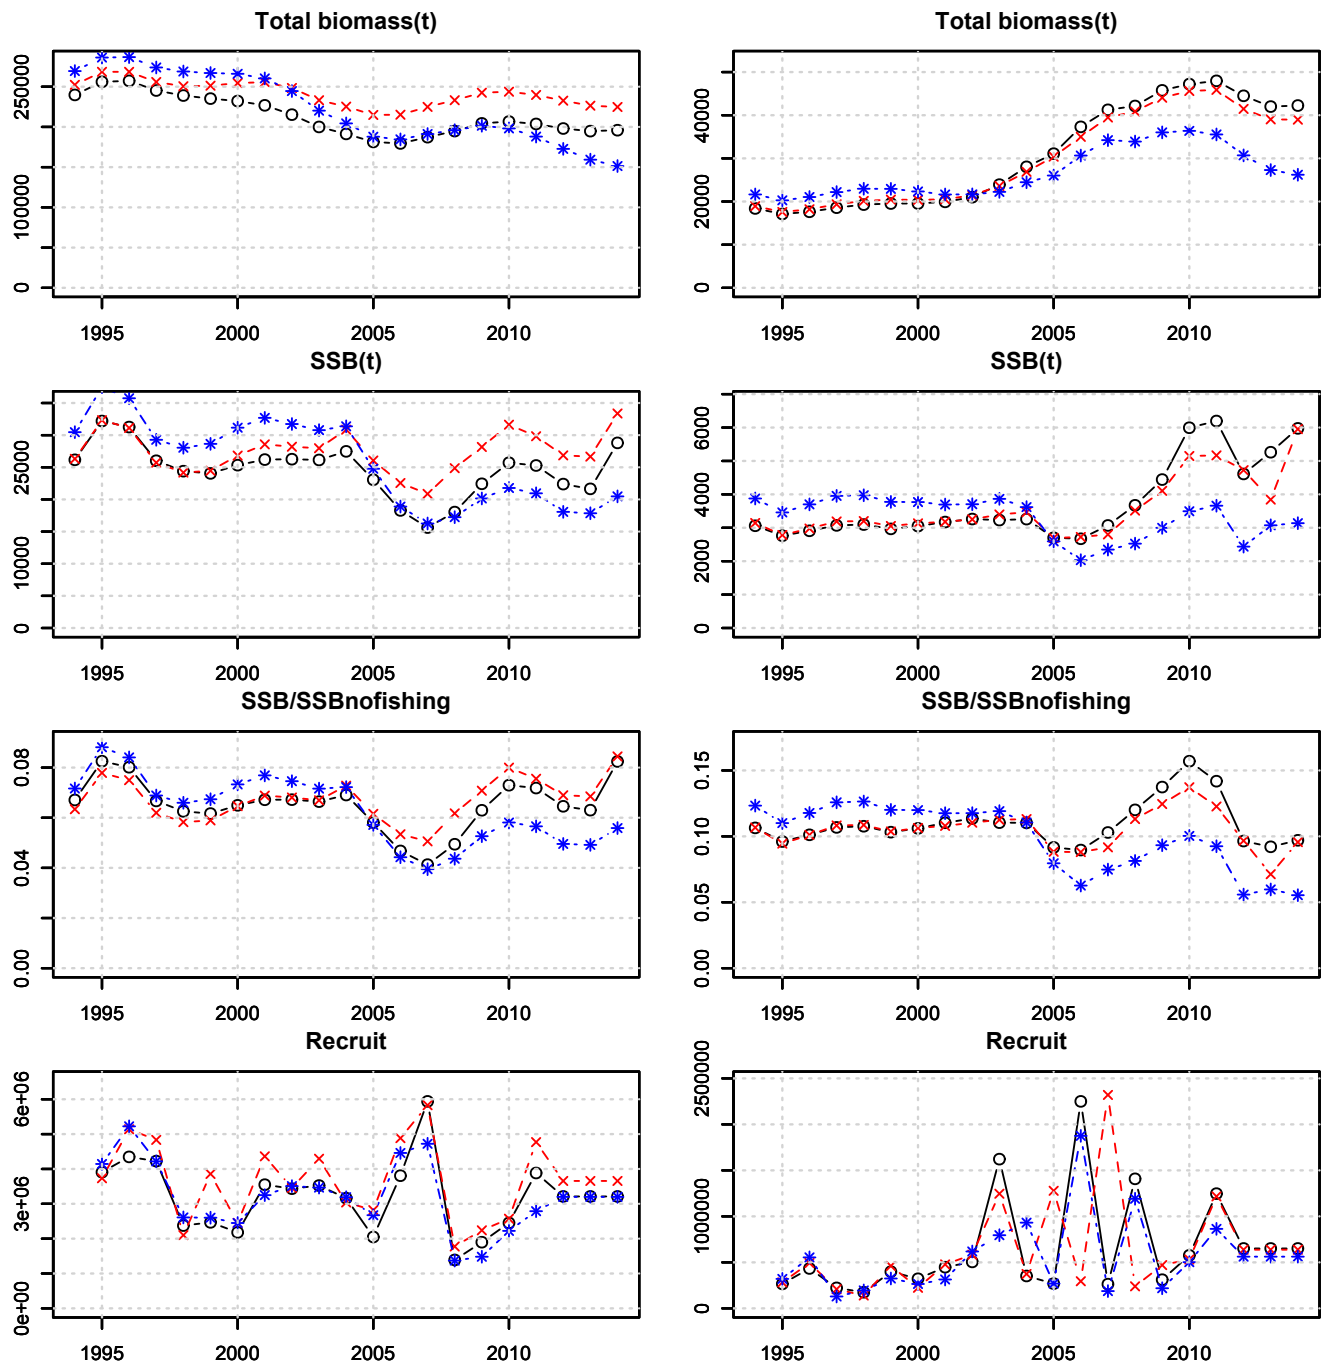 Total biomass(t)
0 100000 250000
1995 2000 2005 2010
Total biomass(t)
0 20000 40000
1995 2000 2005 2010
SSB(t)
0 10000 25000
1995 2000 2005 2010
SSB(t)
0 2000 4000 6000
1995 2000 2005 2010
SSB/SSBnofishing
0.00 0.04 0.08
1995 2000 2005 2010
SSB/SSBnofishing
0.00 0.05 0.10 0.15
1995 2000 2005 2010
Recruit
0e+00 3e+06 6e+06
1995 2000 2005 2010
Recruit
0 1000000 2500000
1995 2000 2005 2010